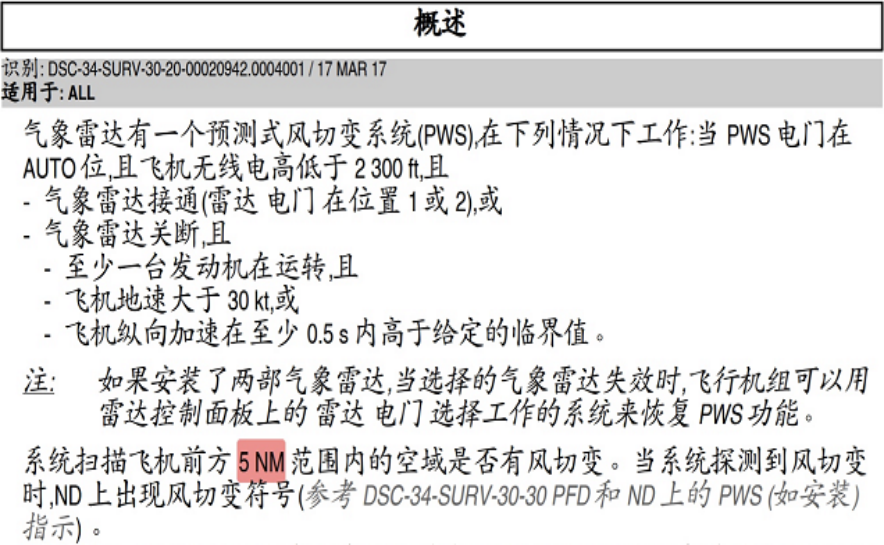 概述
识别: DSC-34-SURV-30-20-00020942.0004001 / 17 MAR 17
适用于: ALL
气象雷达有一个预测式风切变系统(PWS),在下列情况下工作:当 PWS 电门在
AUTO 位,且飞机无线电高低于 2 300 ft,且
- 气象雷达接通(雷达 电门 在位置 1 或 2),或
- 气象雷达关断,且
- 至少一台发动机在运转,且
- 飞机地速大于 30 kt,或
- 飞机纵向加速在至少 0.5 s 内高于给定的临界值。
注: 如果安装了两部气象雷达,当选择的气象雷达失效时,飞行机组可以用
雷达控制面板上的 雷达 电门 选择工作的系统来恢复 PWS 功能。
系统扫描飞机前方 5 NM 范围内的空域是否有风切变。当系统探测到风切变
时,ND 上出现风切变符号(参考 DSC-34-SURV-30-30 PFD 和 ND 上的 PWS (如安装)
指示)。